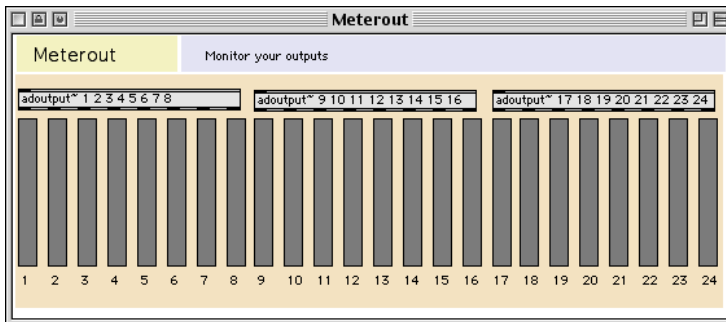 Meterout
Meterout
Monitor your outputs
adoutput~ 1 2 3 4 5 6 7 8
adoutput~ 9 10 11 12 13 14 15 16
adoutput~ 17 18 19 20 21 22 23 24
1 2 3 4 5 6 7 8 9 10 11 12 13 14 15 16 17 18 19 20 21 22 23 24